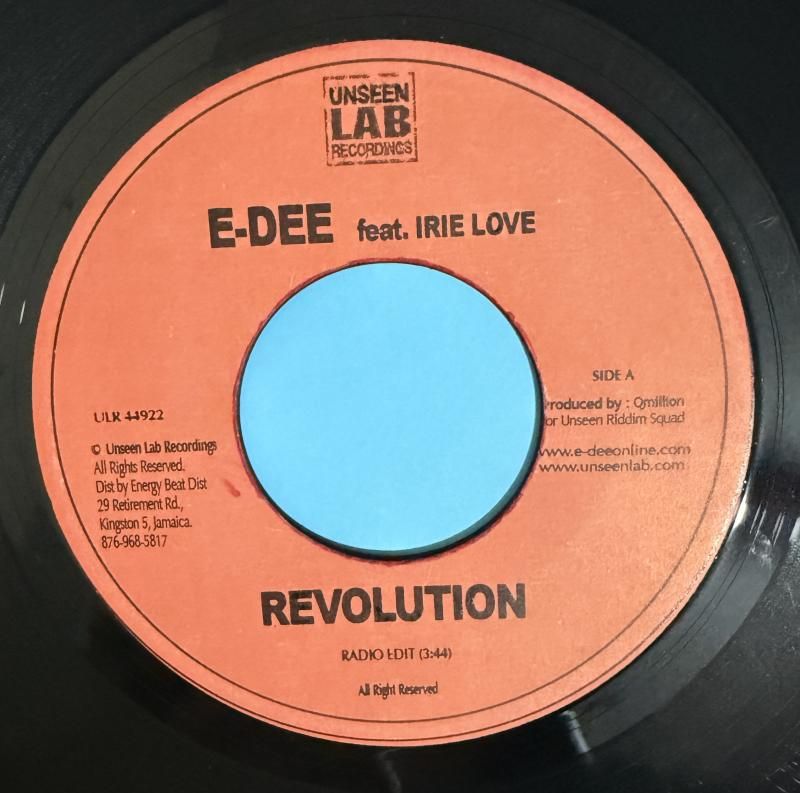 UNSEEN
LAB
RECORDINGS
E-DEE feat. IRIE LOVE
SIDE A
roduced by : Qmillion
or Unseen Riddim Squad
www.e-deeonline.com
www.unseenlab.com
ULR 44922
© Unseen Lab Recordings
All Rights Reserved.
Dist by Energy Beat Dist
29 Retirement Rd.,
Kingston 5, Jamaica.
876-968-5817
REVOLUTION
RADIO EDIT (3:44)
All Right Reserved